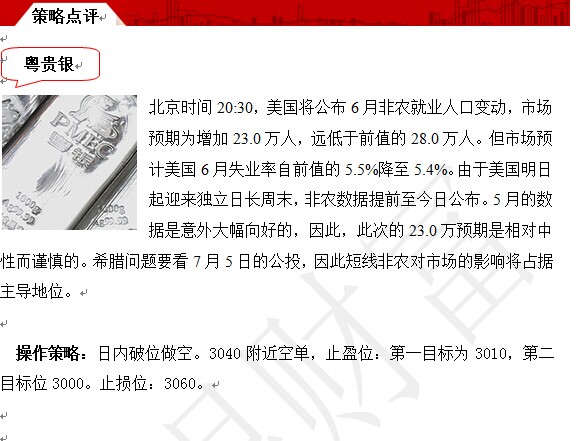 策略点评
粤贵银
北京时间 20:30，美国将公布 6 月非农就业人口变动，市场
预期为增加 23.0 万人，远低于前值的 28.0 万人。但市场预
计美国 6 月失业率自前值的 5.5%降至 5.4%。由于美国明日
起迎来独立日长周末，非农数据提前至今日公布。5 月的数
据是意外大幅向好的，因此，此次的 23.0 万预期是相对中
性而谨慎的。希腊问题要看 7 月 5 日的公投，因此短线非农对市场的影响将占据
主导地位。
操作策略：日内破位做空。3040 附近空单，止盈位：第一目标为 3010，第二
目标位 3000。止损位：3060。
PMEC
1000g
Ag99.99
财富